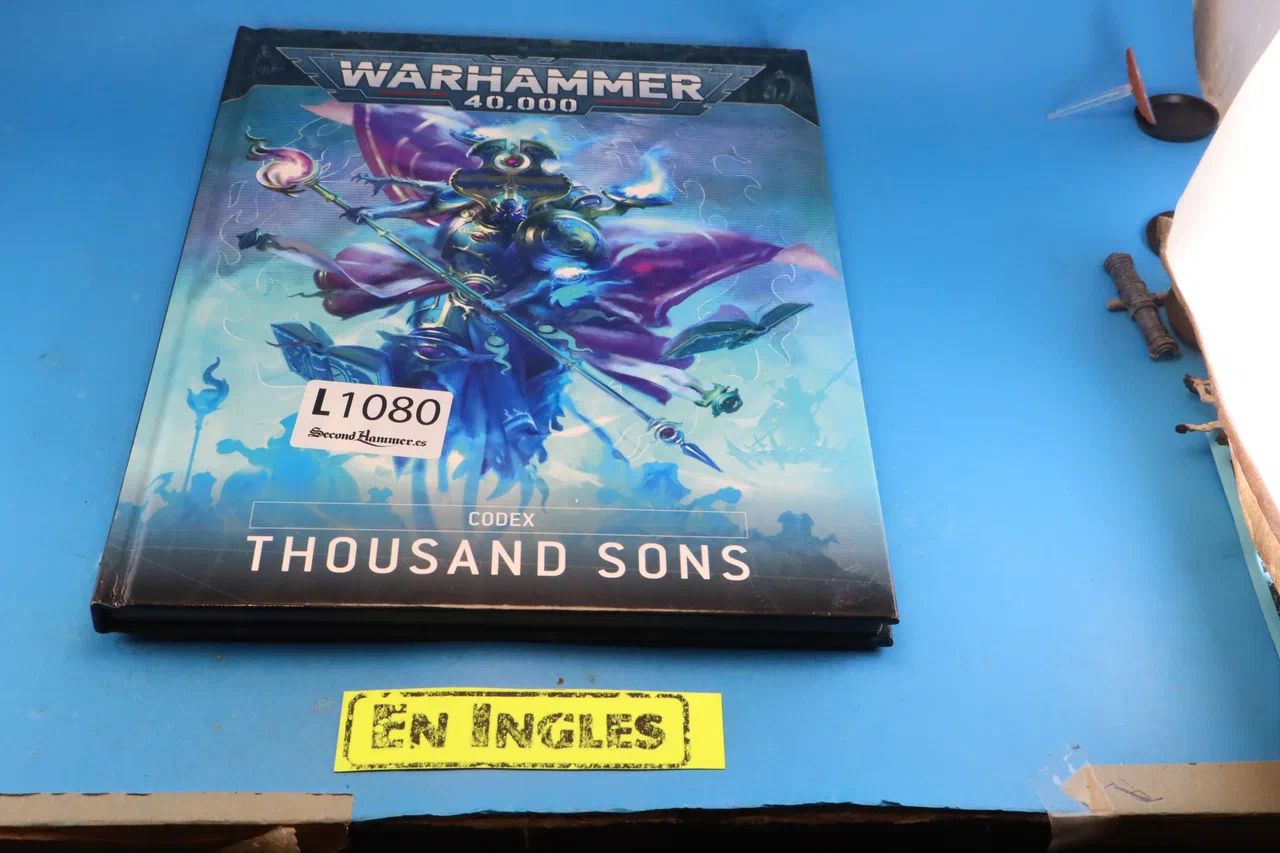 WARHAMMER
40,000
L1080
SecondHammer.es
CODEX
THOUSAND SONS
EN INGLES